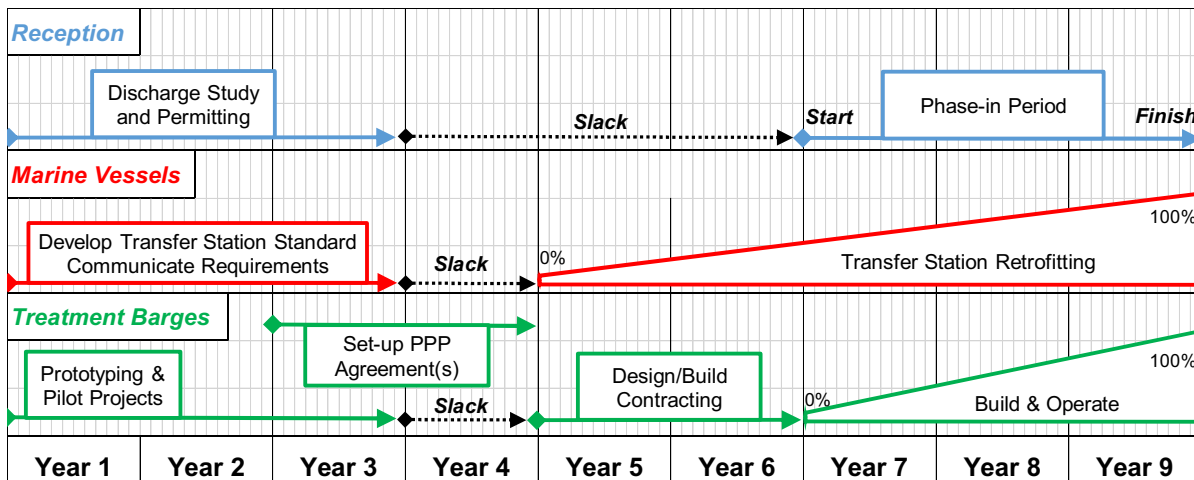 Reception
Discharge Study
and Permitting
Slack
Start
Phase-in Period
Finish
Marine Vessels
Develop Transfer Station Standard
Communicate Requirements
Slack
0%
Transfer Station Retrofitting
100%
Treatment Barges
Set-up PPP
Agreement(s)
Prototyping &
Pilot Projects
Slack
Design/Build
Contracting
0%
Build & Operate
100%
Year 1 Year 2 Year 3 Year 4 Year 5 Year 6 Year 7 Year 8 Year 9